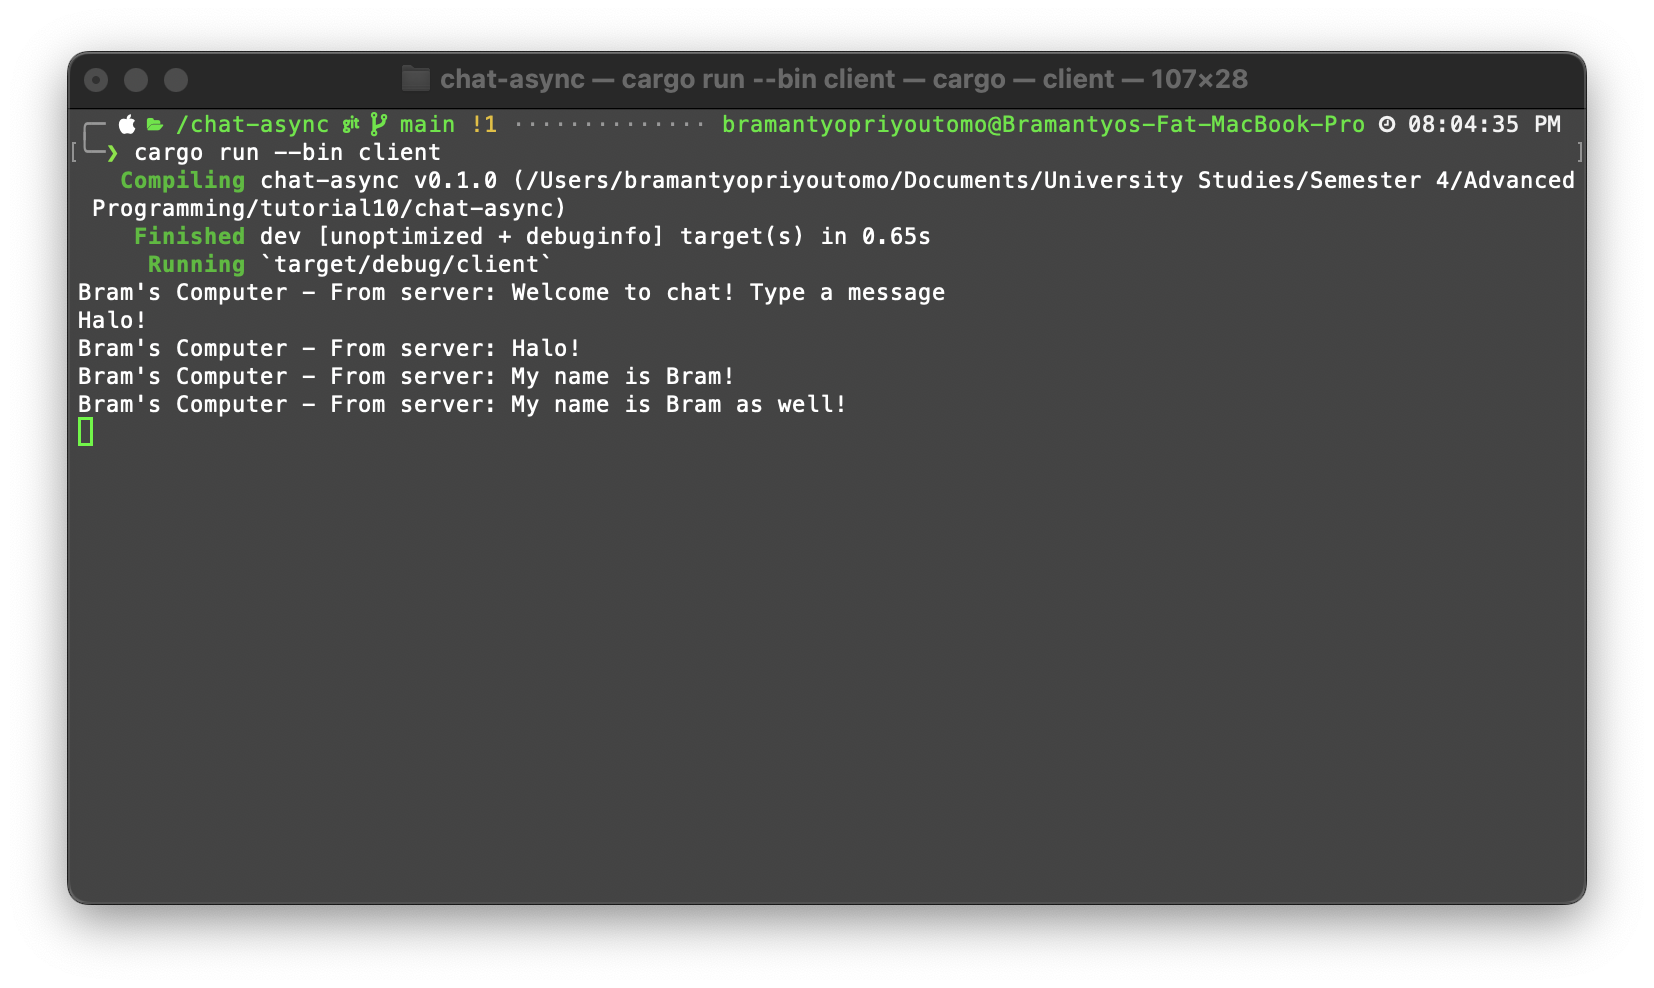 chat-async — cargo run --bin client — cargo — client — 107×28
/chat-async git main !1 ·············· bramantyopriyoutomo@Bramantyos-Fat-MacBook-Pro 08:04:35 PM
[ ❯ cargo run --bin client ]
Compiling chat-async v0.1.0 (/Users/bramantyopriyoutomo/Documents/University Studies/Semester 4/Advanced
Programming/tutorial10/chat-async)
Finished dev [unoptimized + debuginfo] target(s) in 0.65s
Running `target/debug/client`
Bram's Computer - From server: Welcome to chat! Type a message
Halo!
Bram's Computer - From server: Halo!
Bram's Computer - From server: My name is Bram!
Bram's Computer - From server: My name is Bram as well!